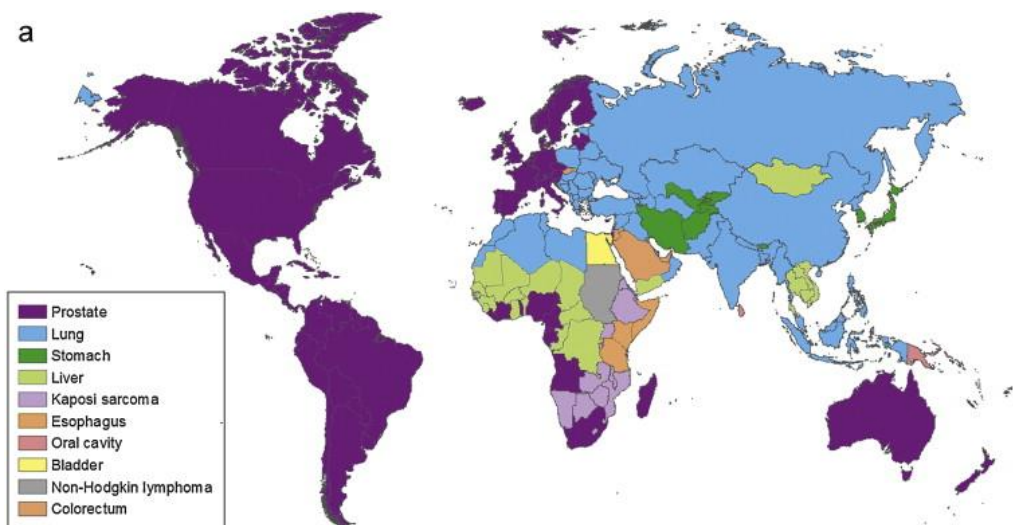 a
Prostate
Lung
Stomach
Liver
Kaposi sarcoma
Esophagus
Oral cavity
Bladder
Non-Hodgkin lymphoma
Colorectum